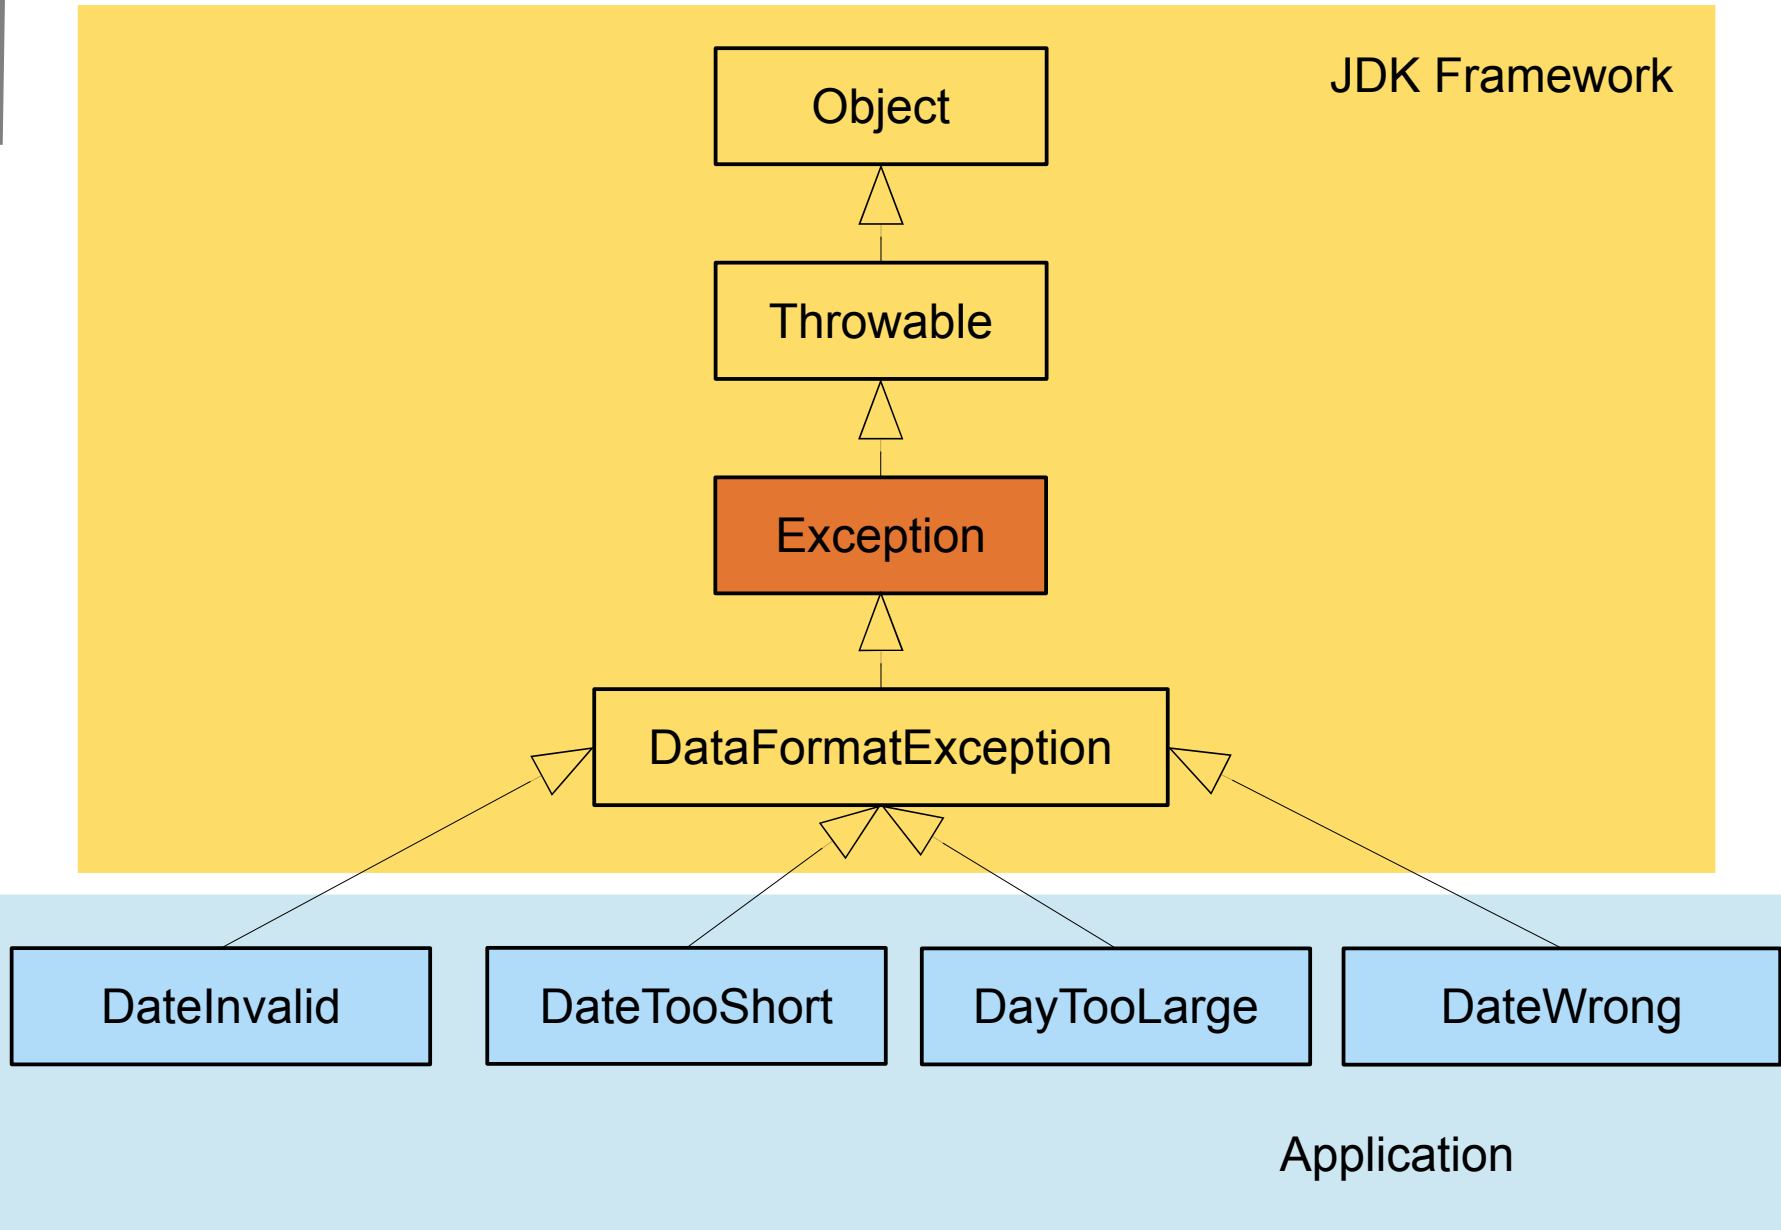 JDK Framework
Object
Throwable
Exception
DataFormatException
DateInvalid
DateTooShort
DayTooLarge
DateWrong
Application